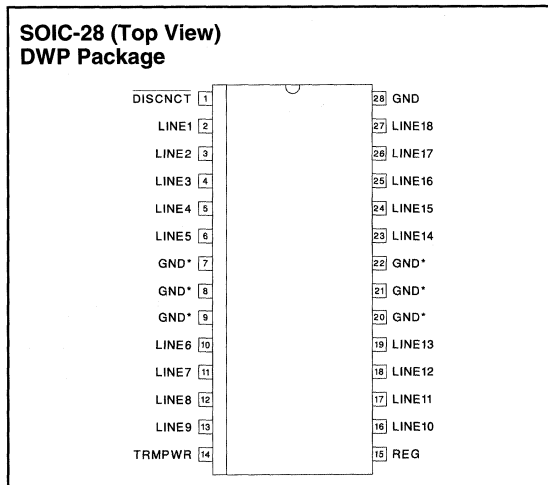 SOIC-28 (Top View)
DWP Package
DISCNCT 1 28 GND
LINE1 2 27 LINE18
LINE2 3 26 LINE17
LINE3 4 25 LINE16
LINE4 5 24 LINE15
LINE5 6 23 LINE14
GND* 7 22 GND*
GND* 8 21 GND*
GND* 9 20 GND*
LINE6 10 19 LINE13
LINE7 11 18 LINE12
LINE8 12 17 LINE11
LINE9 13 16 LINE10
TRMPWR 14 15 REG